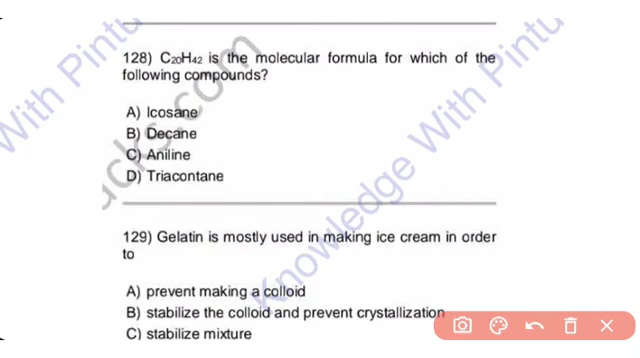 128) C₂₀H₄₂ is the molecular formula for which of the
following compounds?
A) Icosane
B) Decane
C) Aniline
D) Triacontane
129) Gelatin is mostly used in making ice cream in order
to
A) prevent making a colloid
B) stabilize the colloid and prevent crystallization
C) stabilize mixture
With Pintu
acks.com
Knowledge With Pintu